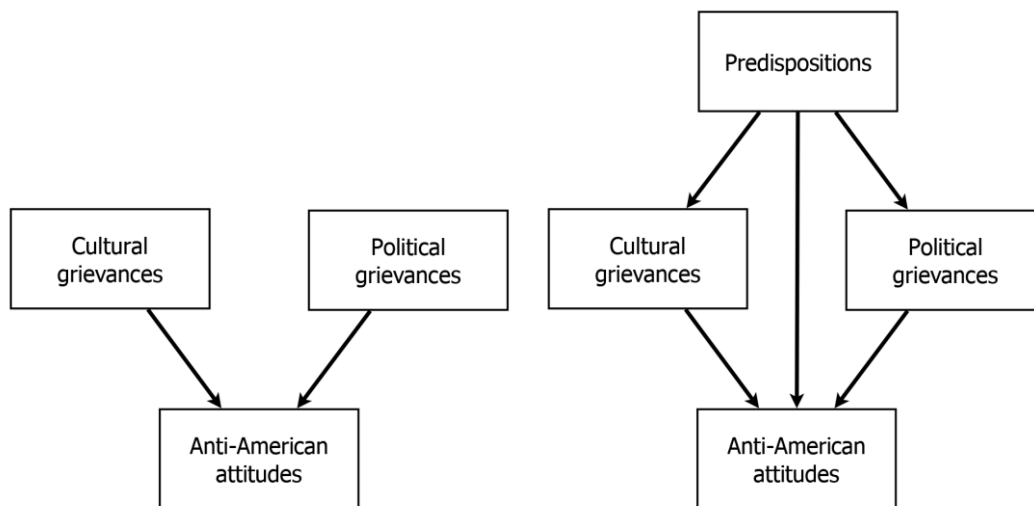 Cultural
grievances
Political
grievances
Anti-American
attitudes
Predispositions
Cultural
grievances
Political
grievances
Anti-American
attitudes